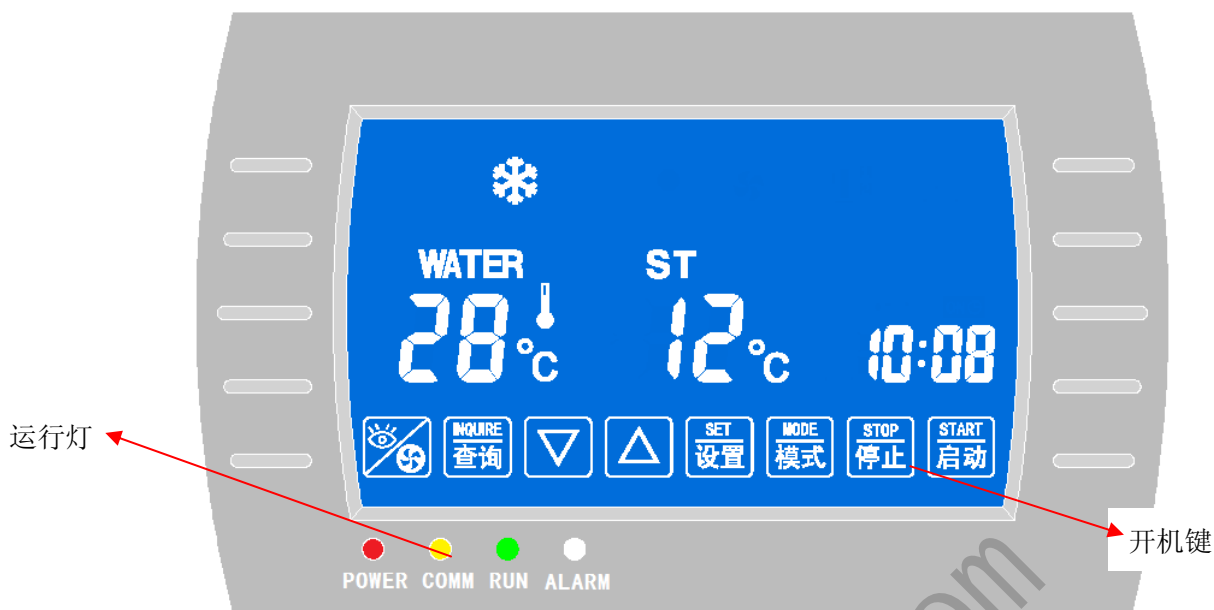 WATER ST
28℃ 12℃ 10:08
INQUIRE SET MODE STOP START
查询 设置 模式 停止 启动
运行灯
开机键
POWER COMM RUN ALARM
om